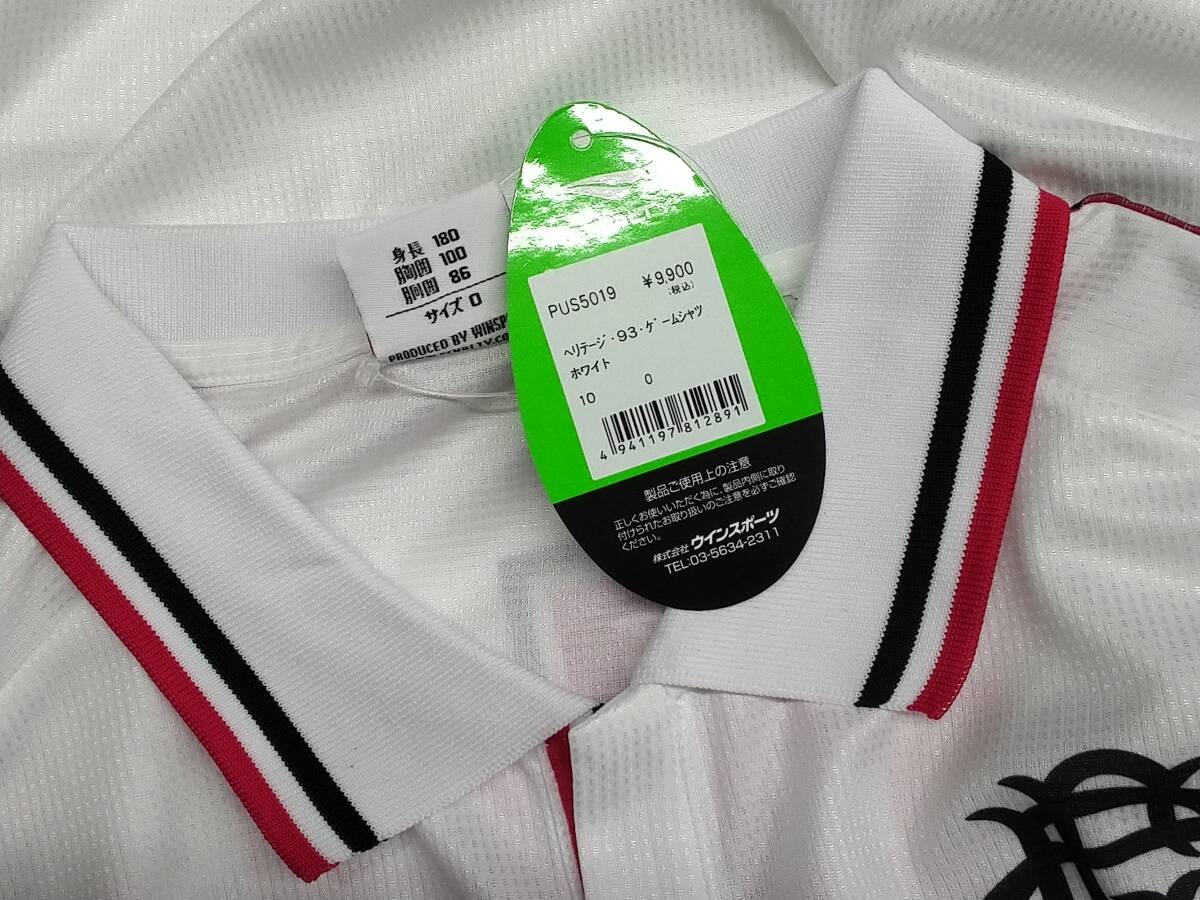 身長 180
胸囲 100
胴囲 86
サイズ O
PRODUCED BY WINSP
PUS5019 ¥9,900
(税込)
ヘリテージ・93・ゲームシャツ
ホワイト
10 0
4 941197 812891
製品ご使用上の注意
正しくお使いいただく為に、製品内側に取り
付けられたお取り扱いのご注意を必ずご確認
ください。
株式会社 ウインスポーツ
TEL:03-5634-2311